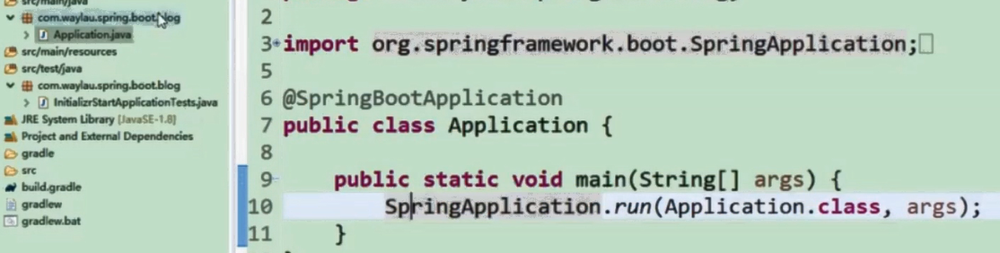 src/main/java
com.waylau.spring.boot.blog
Application.java
src/main/resources
src/test/java
com.waylau.spring.boot.blog
InitializrStartApplicationTests.java
JRE System Library [JavaSE-1.8]
Project and External Dependencies
gradle
src
build.gradle
gradlew
gradlew.bat
2
3 import org.springframework.boot.SpringApplication;
5
6 @SpringBootApplication
7 public class Application {
8
9 public static void main(String[] args) {
10 SpringApplication.run(Application.class, args);
11 }